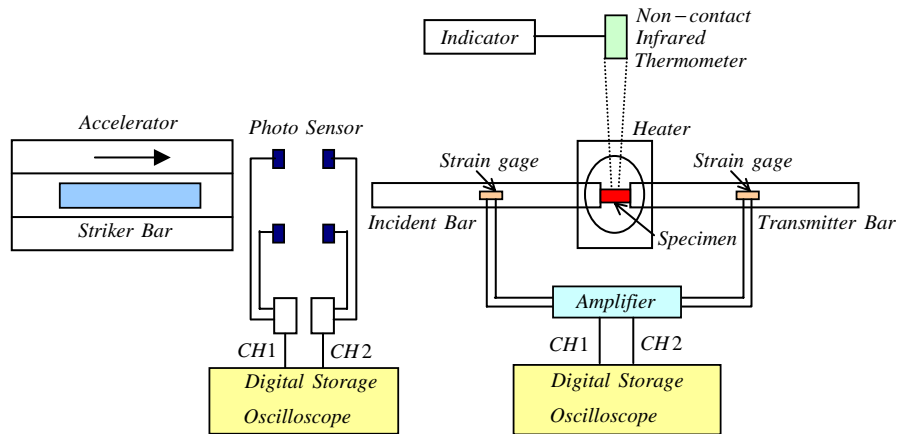 Non-contact
Infrared
Thermometer
Indicator
Accelerator
Photo Sensor
Heater
Strain gage
Strain gage
Striker Bar
Incident Bar
Specimen
Transmitter Bar
Amplifier
CH1
CH2
CH1
CH2
Digital Storage
Oscilloscope
Digital Storage
Oscilloscope